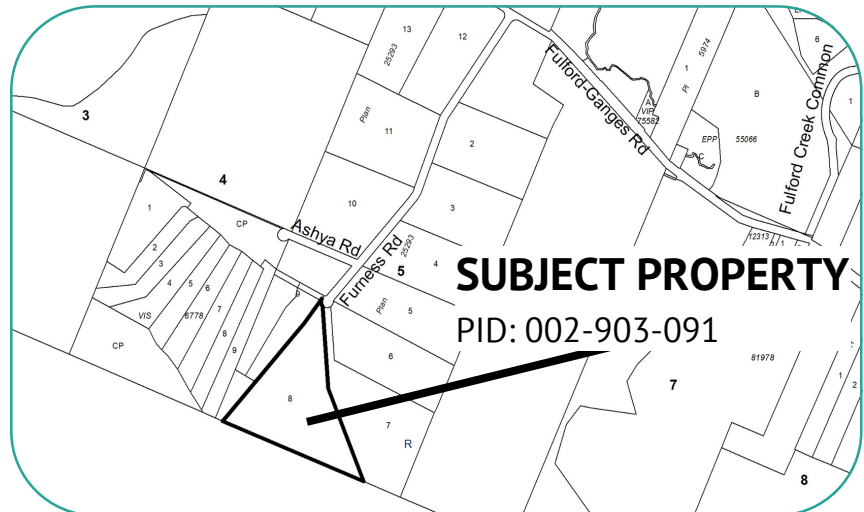 13
12
25293
Plan
11
10
3
4
1
2
3
4
5
6
7
8
9
9
CP
CP
VIS
6778
Ashya Rd
Furness Rd
Fulford-Ganges Rd
Fulford Creek Common
2
3
4
5
6
7
8
25293
5
Plan
R
1
5974
Pl
A
VIP
75582
B
EPP
55066
C
6
1
12313
1
SUBJECT PROPERTY
PID: 002-903-091
81978
7
1
2
8